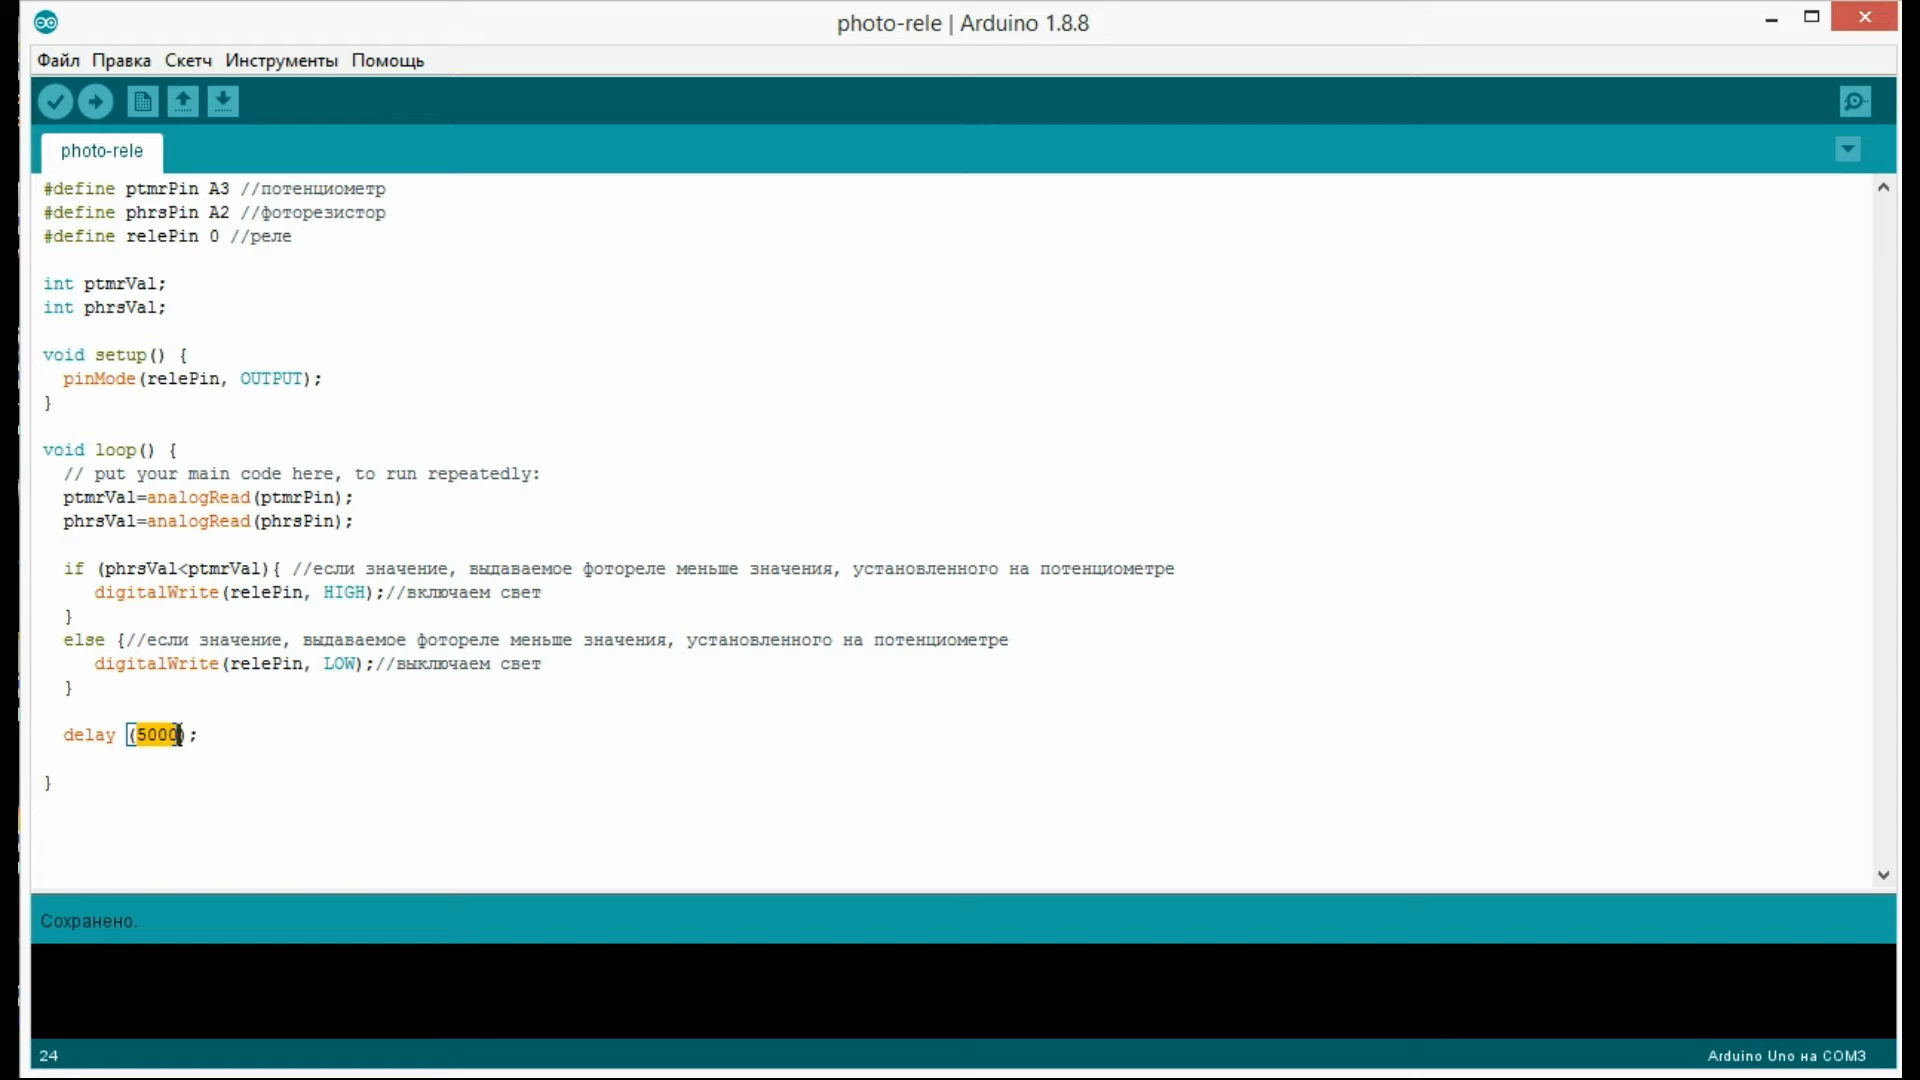 photo-rele | Arduino 1.8.8
Файл Правка Скетч Инструменты Помощь
photo-rele
#define ptmrPin A3 //потенциометр
#define phrsPin A2 //фоторезистор
#define relePin 0 //реле
int ptmrVal;
int phrsVal;
void setup() {
pinMode(relePin, OUTPUT);
}
void loop() {
// put your main code here, to run repeatedly:
ptmrVal=analogRead(ptmrPin);
phrsVal=analogRead(phrsPin);
if (phrsVal<ptmrVal){ //если значение, выдаваемое фотореле меньше значения, установленного на потенциометре
digitalWrite(relePin, HIGH);//включаем свет
}
else {//если значение, выдаваемое фотореле меньше значения, установленного на потенциометре
digitalWrite(relePin, LOW);//выключаем свет
}
delay (5000);
}
Сохранено.
24
Arduino Uno на COM3